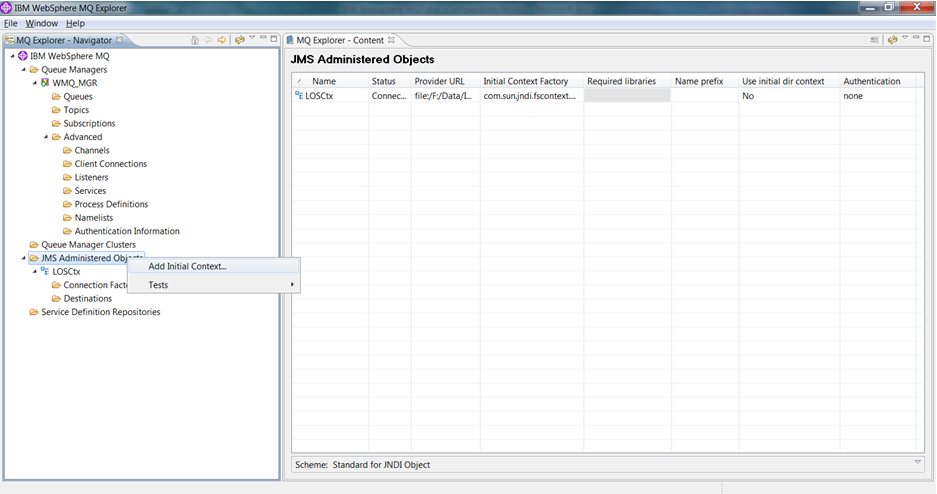 IBM WebSphere MQ Explorer
File Window Help
MQ Explorer - Navigator
IBM WebSphere MQ
Queue Managers
WMQ_MGR
Queues
Topics
Subscriptions
Advanced
Channels
Client Connections
Listeners
Services
Process Definitions
Namelists
Authentication Information
Queue Manager Clusters
JMS Administered Objects
LOSCtx
Connection Facto
Destinations
Service Definition Repositories
Add Initial Context...
Tests
MQ Explorer - Content
JMS Administered Objects
Name Status Provider URL Initial Context Factory Required libraries Name prefix Use initial dir context Authentication
LOSCtx Connec... file:/F:/Data/I... com.sun.jndi.fscontext... No none
Scheme: Standard for JNDI Object